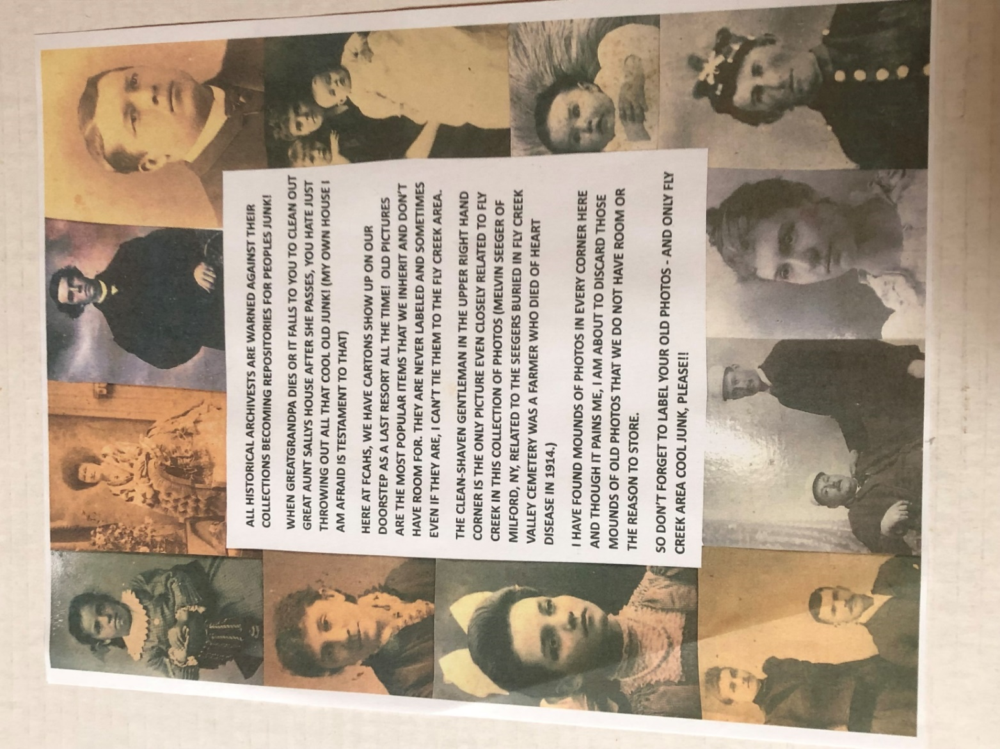 ALL HISTORICAL ARCHIVESTS ARE WARNED AGAINST THEIR
COLLECTIONS BECOMING REPOSITORIES FOR PEOPLES JUNK!
WHEN GREATGRANDPA DIES OR IT FALLS TO YOU TO CLEAN OUT
GREAT AUNT SALLYS HOUSE AFTER SHE PASSES, YOU HATE JUST
THROWING OUT ALL THAT COOL OLD JUNK! (MY OWN HOUSE I
AM AFRAID IS TESTAMENT TO THAT)
HERE AT FCAHS, WE HAVE CARTONS SHOW UP ON OUR
DOORSTEP AS A LAST RESORT ALL THE TIME! OLD PICTURES
ARE THE MOST POPULAR ITEMS THAT WE INHERIT AND DON'T
HAVE ROOM FOR. THEY ARE NEVER LABELED AND SOMETIMES
EVEN IF THEY ARE, I CAN'T TIE THEM TO THE FLY CREEK AREA.
THE CLEAN-SHAVEN GENTLEMAN IN THE UPPER RIGHT HAND
CORNER IS THE ONLY PICTURE EVEN CLOSELY RELATED TO FLY
CREEK IN THIS COLLECTION OF PHOTOS (MELVIN SEEGER OF
MILFORD, NY, RELATED TO THE SEEGERS BURIED IN FLY CREEK
VALLEY CEMETERY WAS A FARMER WHO DIED OF HEART
DISEASE IN 1914.)
I HAVE FOUND MOUNDS OF PHOTOS IN EVERY CORNER HERE
AND THOUGH IT PAINS ME, I AM ABOUT TO DISCARD THOSE
MOUNDS OF OLD PHOTOS THAT WE DO NOT HAVE ROOM OR
THE REASON TO STORE.
SO DON'T FORGET TO LABEL YOUR OLD PHOTOS - AND ONLY FLY
CREEK AREA COOL JUNK, PLEASE!!